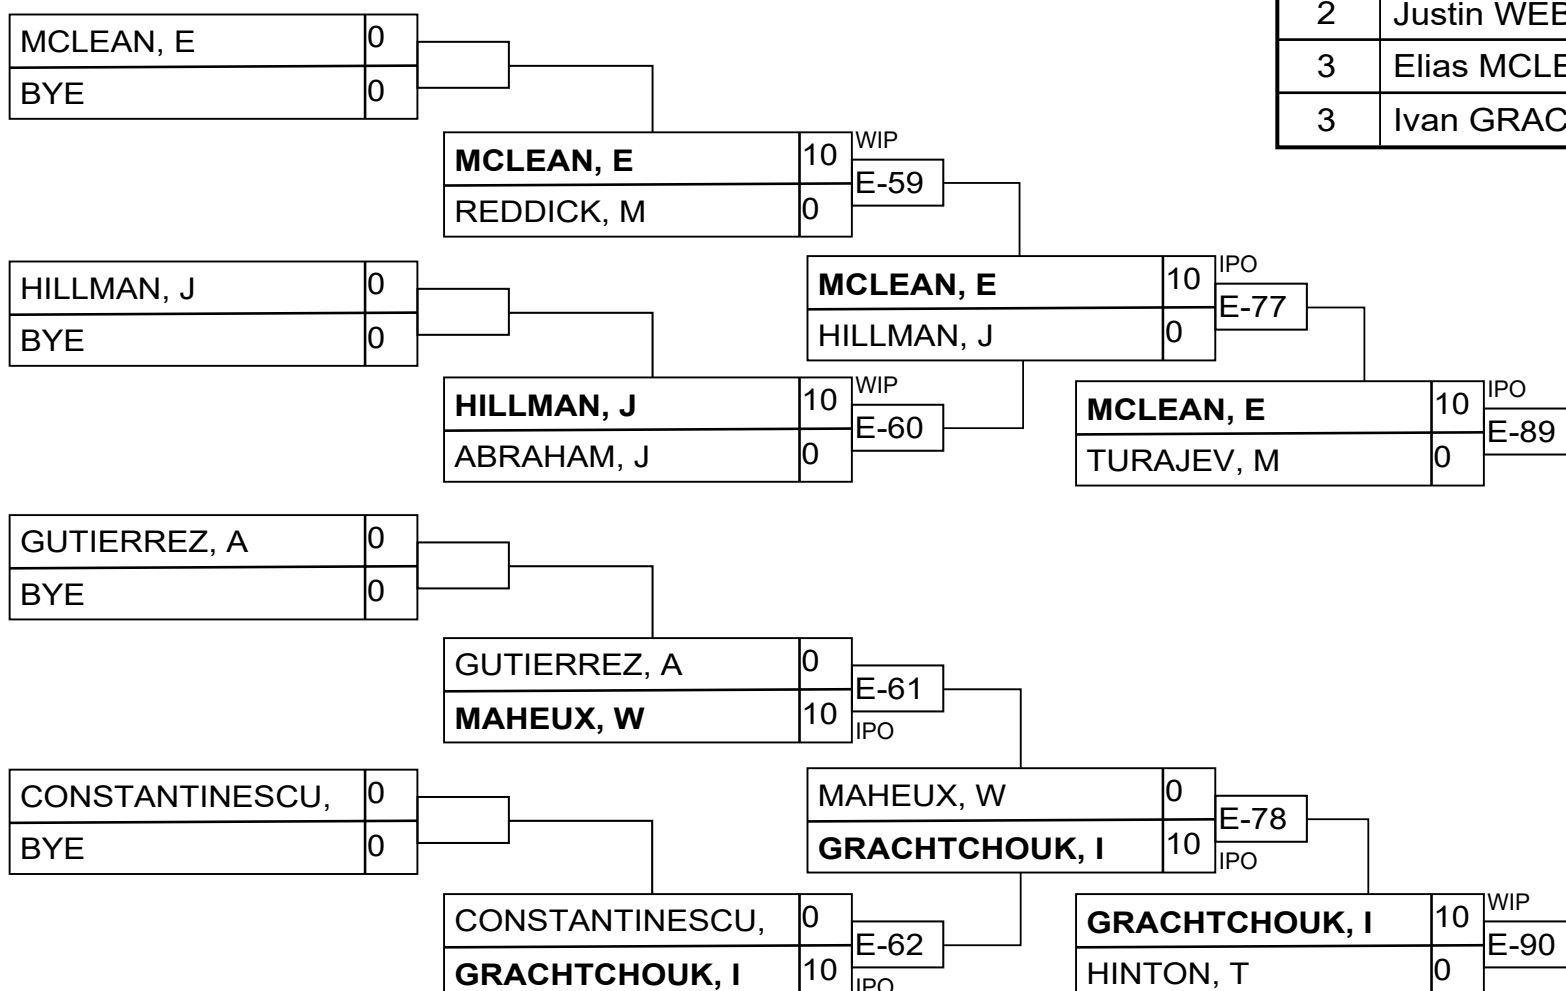 MCLEAN, E 0
BYE 0
2 Justin
3 Elias
3 Ivan
MCLEAN, E 10 WIP
E-59
REDDICK, M 0
HILLMAN, J 0
BYE 0
MCLEAN, E 10 IPO
E-77
HILLMAN, J 0
HILLMAN, J 10 WIP
E-60
ABRAHAM, J 0
MCLEAN, E 10 IPO
E-89
TURAJEV, M 0
GUTIERREZ, A 0
BYE 0
GUTIERREZ, A 0
E-61
MAHEUX, W 10 IPO
CONSTANTINESCU, 0
BYE 0
MAHEUX, W 0
E-78
GRACHTCHOUK, I 10 IPO
CONSTANTINESCU, 0
E-62
GRACHTCHOUK, I 10 IPO
GRACHTCHOUK, I 10 WIP
E-90
HINTON, T 0